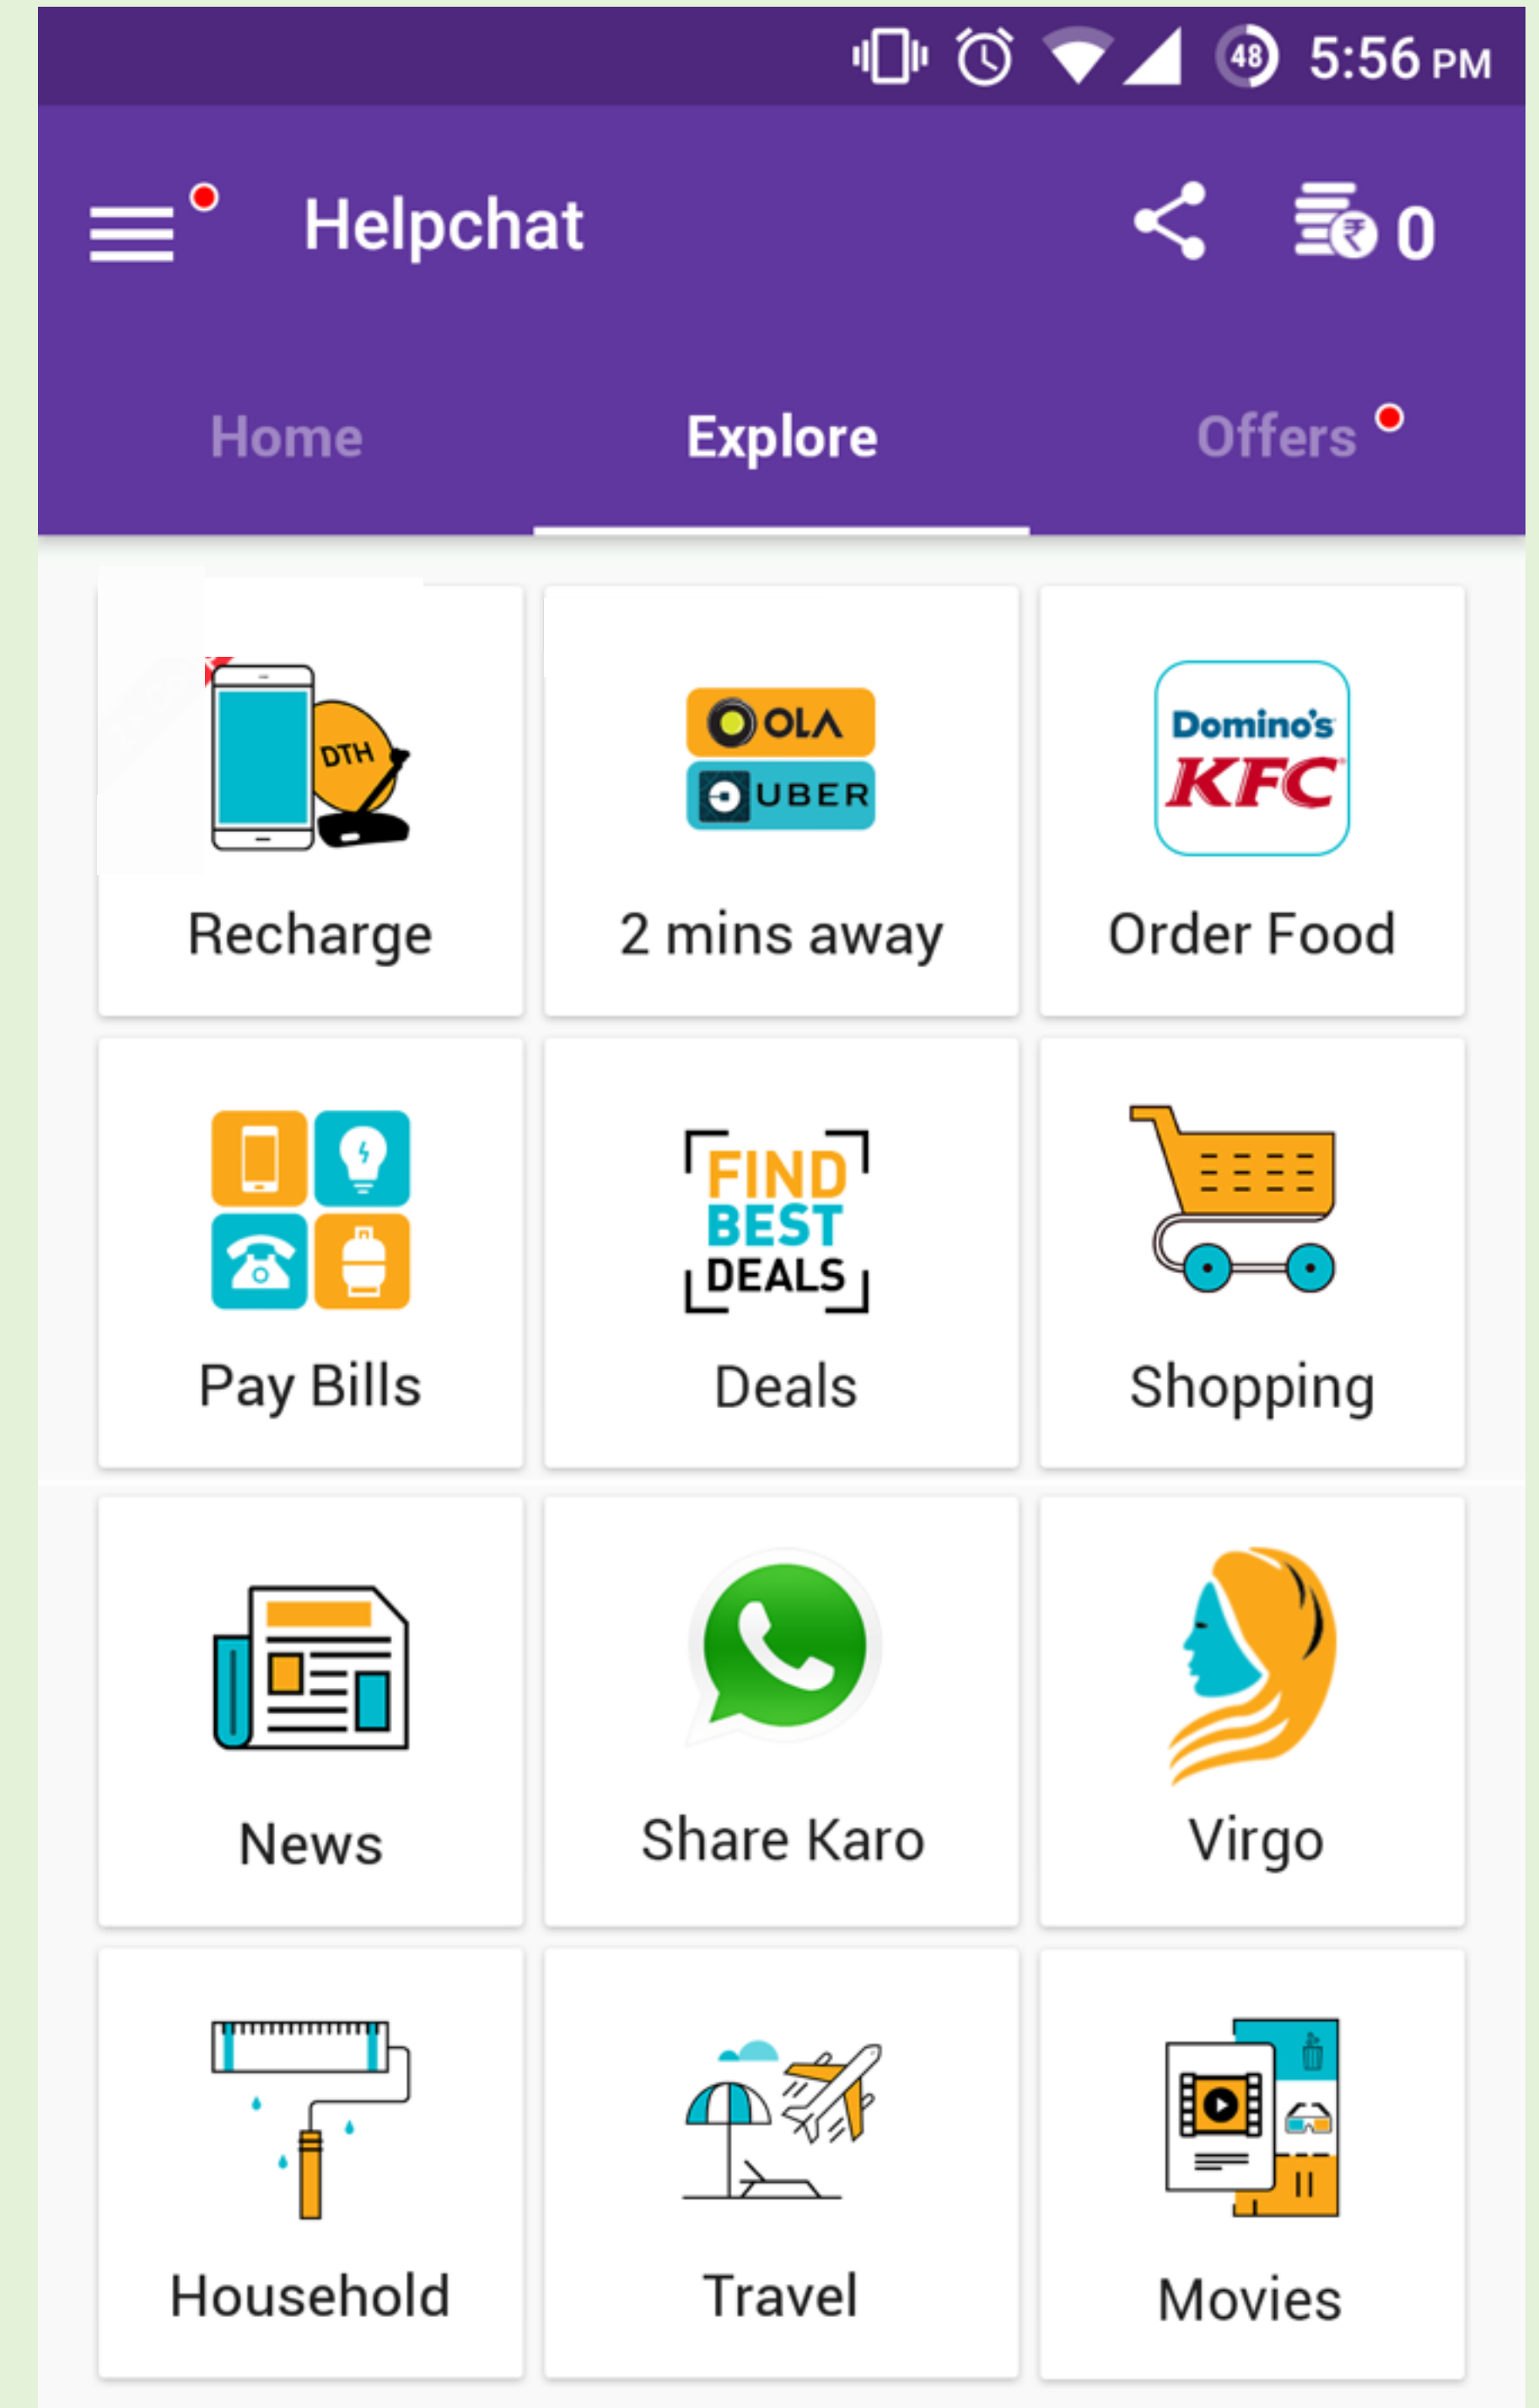 48 5:56 PM
Helpchat ₹ 0
Home Explore Offers
DTH
OLA
UBER
Domino's
KFC
Recharge 2 mins away Order Food
FIND
BEST
DEALS
Pay Bills Deals Shopping
News Share Karo Virgo
Household Travel Movies